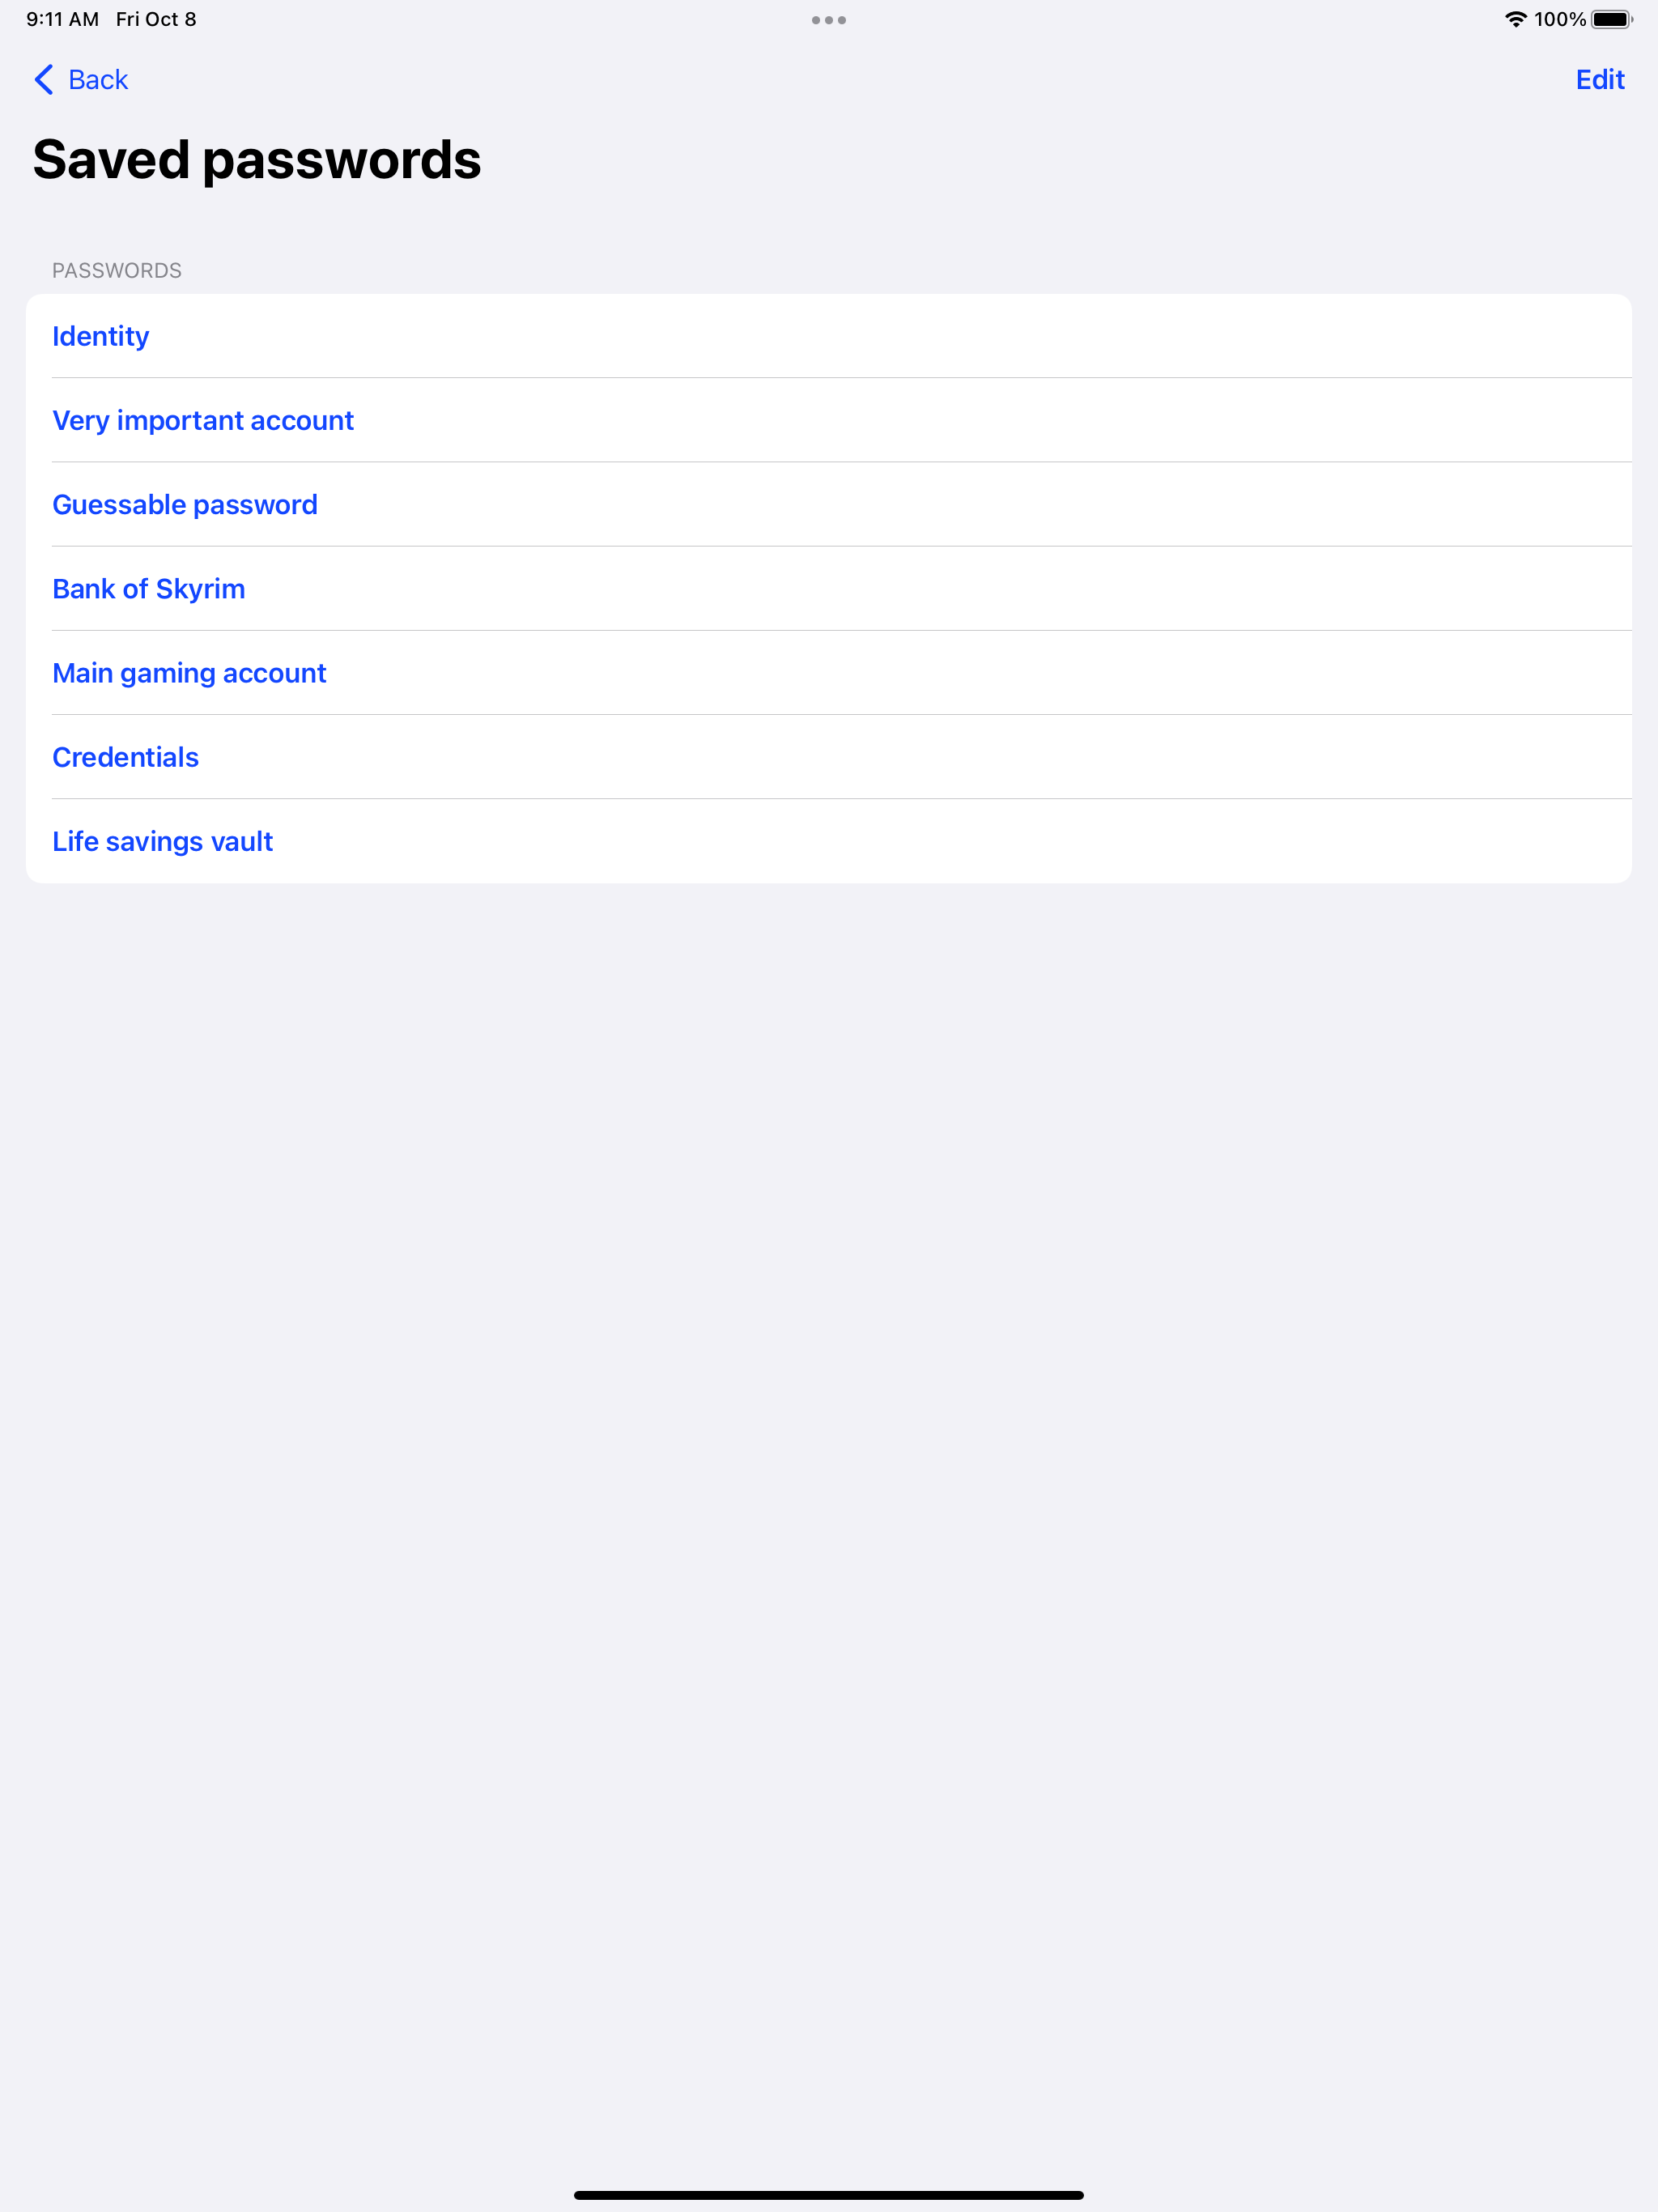 9:11 AM Fri Oct 8 100%
Back Edit
Saved passwords
PASSWORDS
Identity
Very important account
Guessable password
Bank of Skyrim
Main gaming account
Credentials
Life savings vault